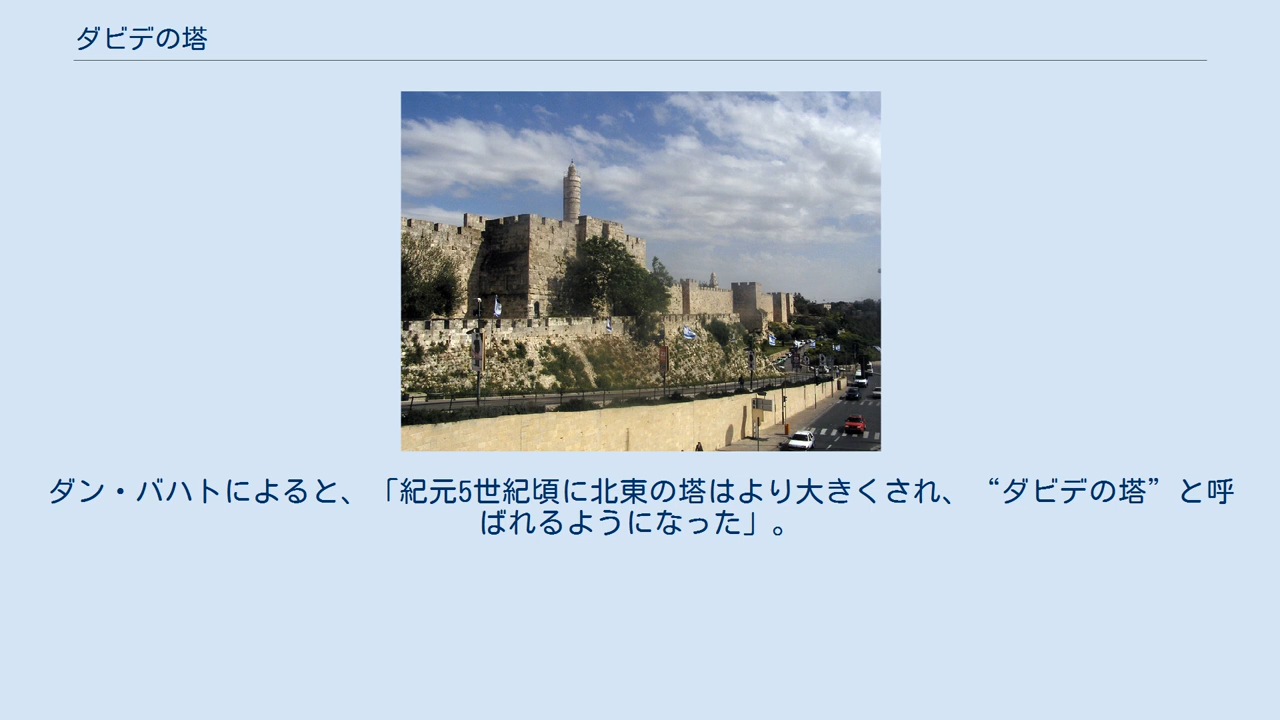 ダビデの塔
ダン・バハトによると、「紀元5世紀頃に北東の塔はより大きくされ、“ダビデの塔”と呼
ばれるようになった」。